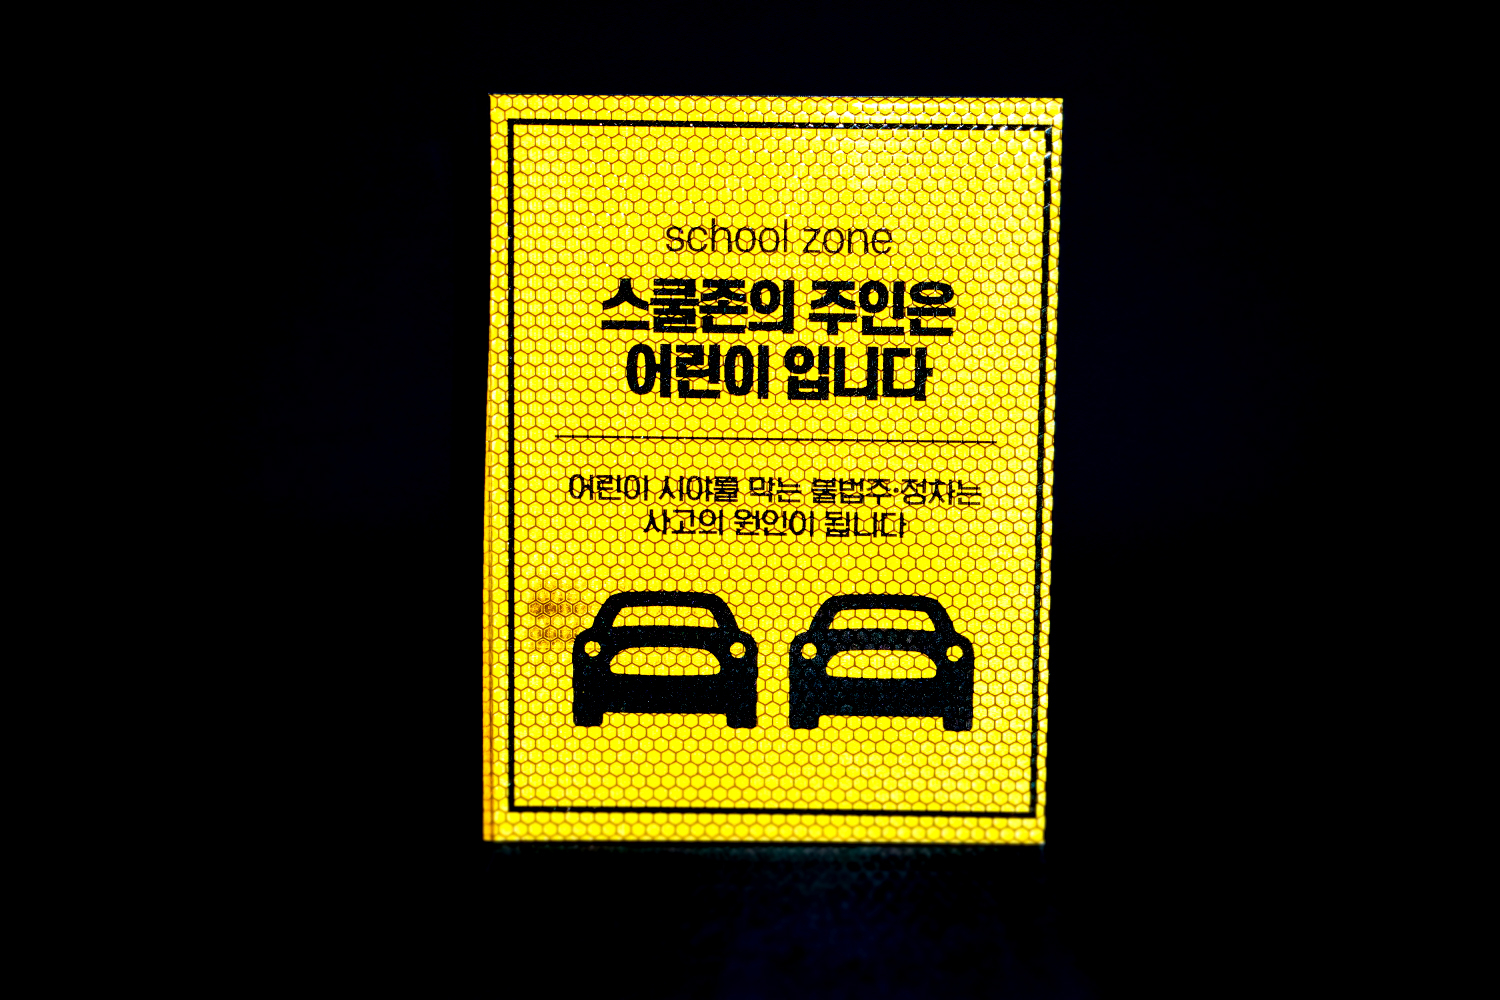 school zone
스쿨존의 주인은
어린이 입니다
어린이 시야를 막는 불법주·정차는
사고의 원인이 됩니다